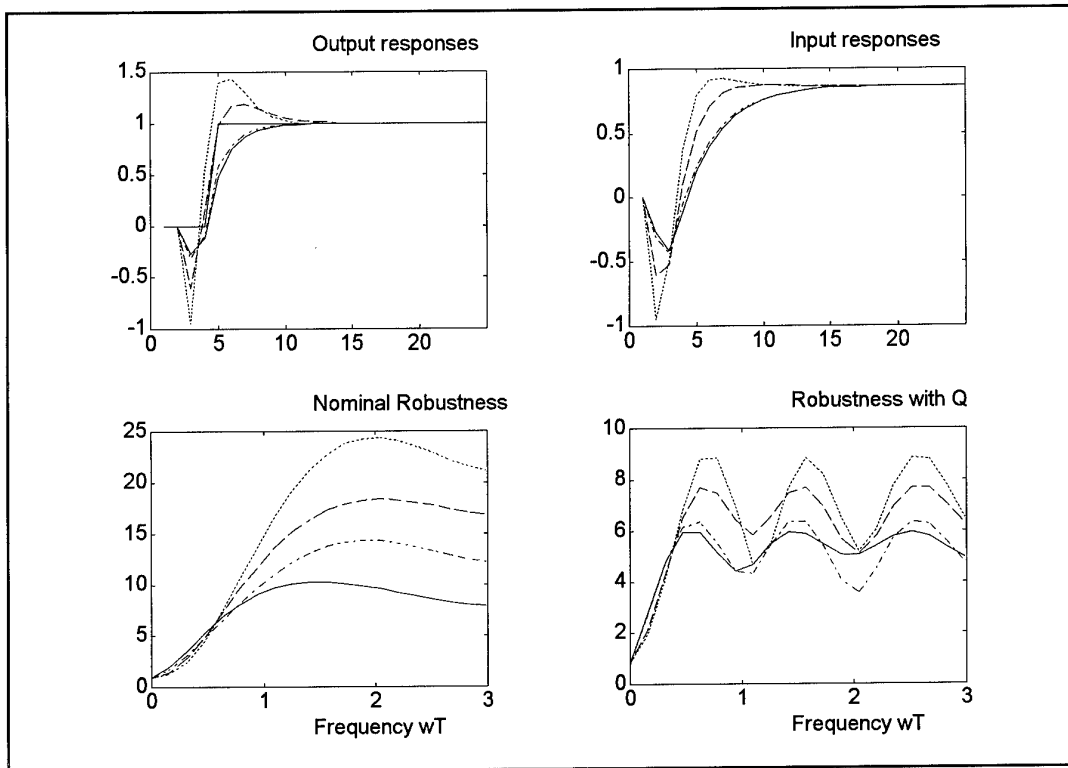 Output responses
1.5
1
0.5
0
-0.5
-1
0 5 10 15 20
Input responses
1
0.5
0
-0.5
-1
0 5 10 15 20
Nominal Robustness
25
20
15
10
5
0
0 1 2 3
Frequency wT
Robustness with Q
10
8
6
4
2
0
0 1 2 3
Frequency wT